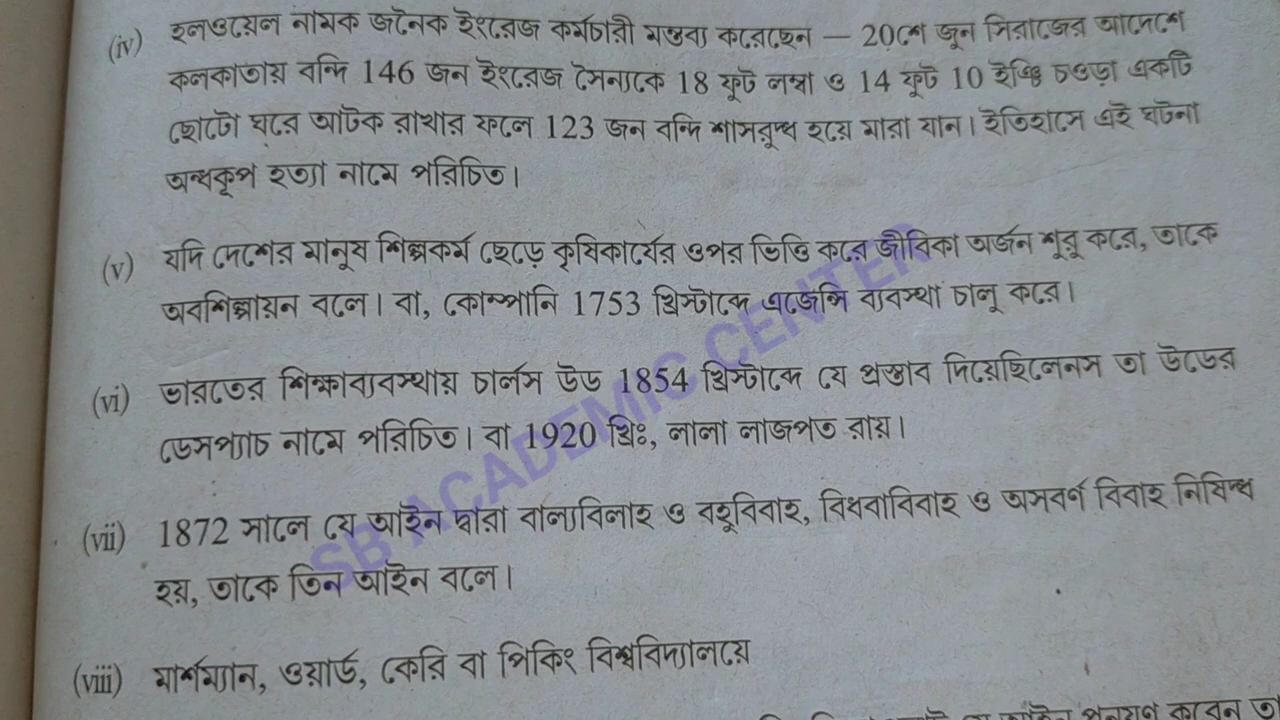 (iv) হলওয়েল নামক জনৈক ইংরেজ কর্মচারী মন্তব্য করেছেন — 20শে জুন সিরাজের আদেশে
কলকাতায় বন্দি 146 জন ইংরেজ সৈন্যকে 18 ফুট লম্বা ও 14 ফুট 10 ইঞ্চি চওড়া একটি
ছোটো ঘরে আটক রাখার ফলে 123 জন বন্দি শ্বাসরুদ্ধ হয়ে মারা যান। ইতিহাসে এই ঘটনা
অন্ধকূপ হত্যা নামে পরিচিত।
(v) যদি দেশের মানুষ শিল্পকর্ম ছেড়ে কৃষিকার্যের ওপর ভিত্তি করে জীবিকা অর্জন শুরু করে, তাকে
অবশিল্পায়ন বলে। বা, কোম্পানি 1753 খ্রিস্টাব্দে এজেন্সি ব্যবস্থা চালু করে।
(vi) ভারতের শিক্ষাব্যবস্থায় চার্লস উড 1854 খ্রিস্টাব্দে যে প্রস্তাব দিয়েছিলেনস তা উডের
ডেসপ্যাচ নামে পরিচিত। বা 1920 খ্রিঃ, লালা লাজপত রায়।
(vii) 1872 সালে যে আইন দ্বারা বাল্যবিলাহ ও বহুবিবাহ, বিধবাবিবাহ ও অসবর্ণ বিবাহ নিষিদ্ধ
হয়, তাকে তিন আইন বলে।
(viii) মার্শম্যান, ওয়ার্ড, কেরি বা পিকিং বিশ্ববিদ্যালয়ে
SB ACADEMIC CENTER